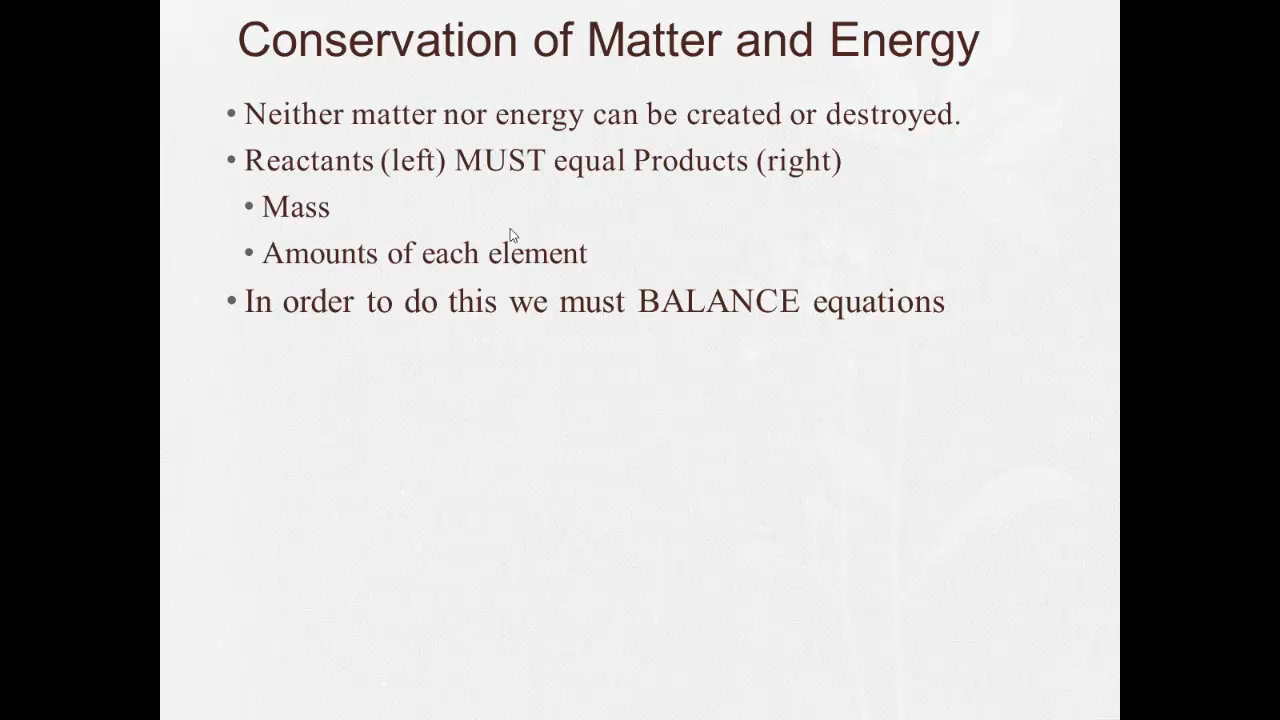 Conservation of Matter and Energy
• Neither matter nor energy can be created or destroyed.
• Reactants (left) MUST equal Products (right)
• Mass
• Amounts of each element
• In order to do this we must BALANCE equations